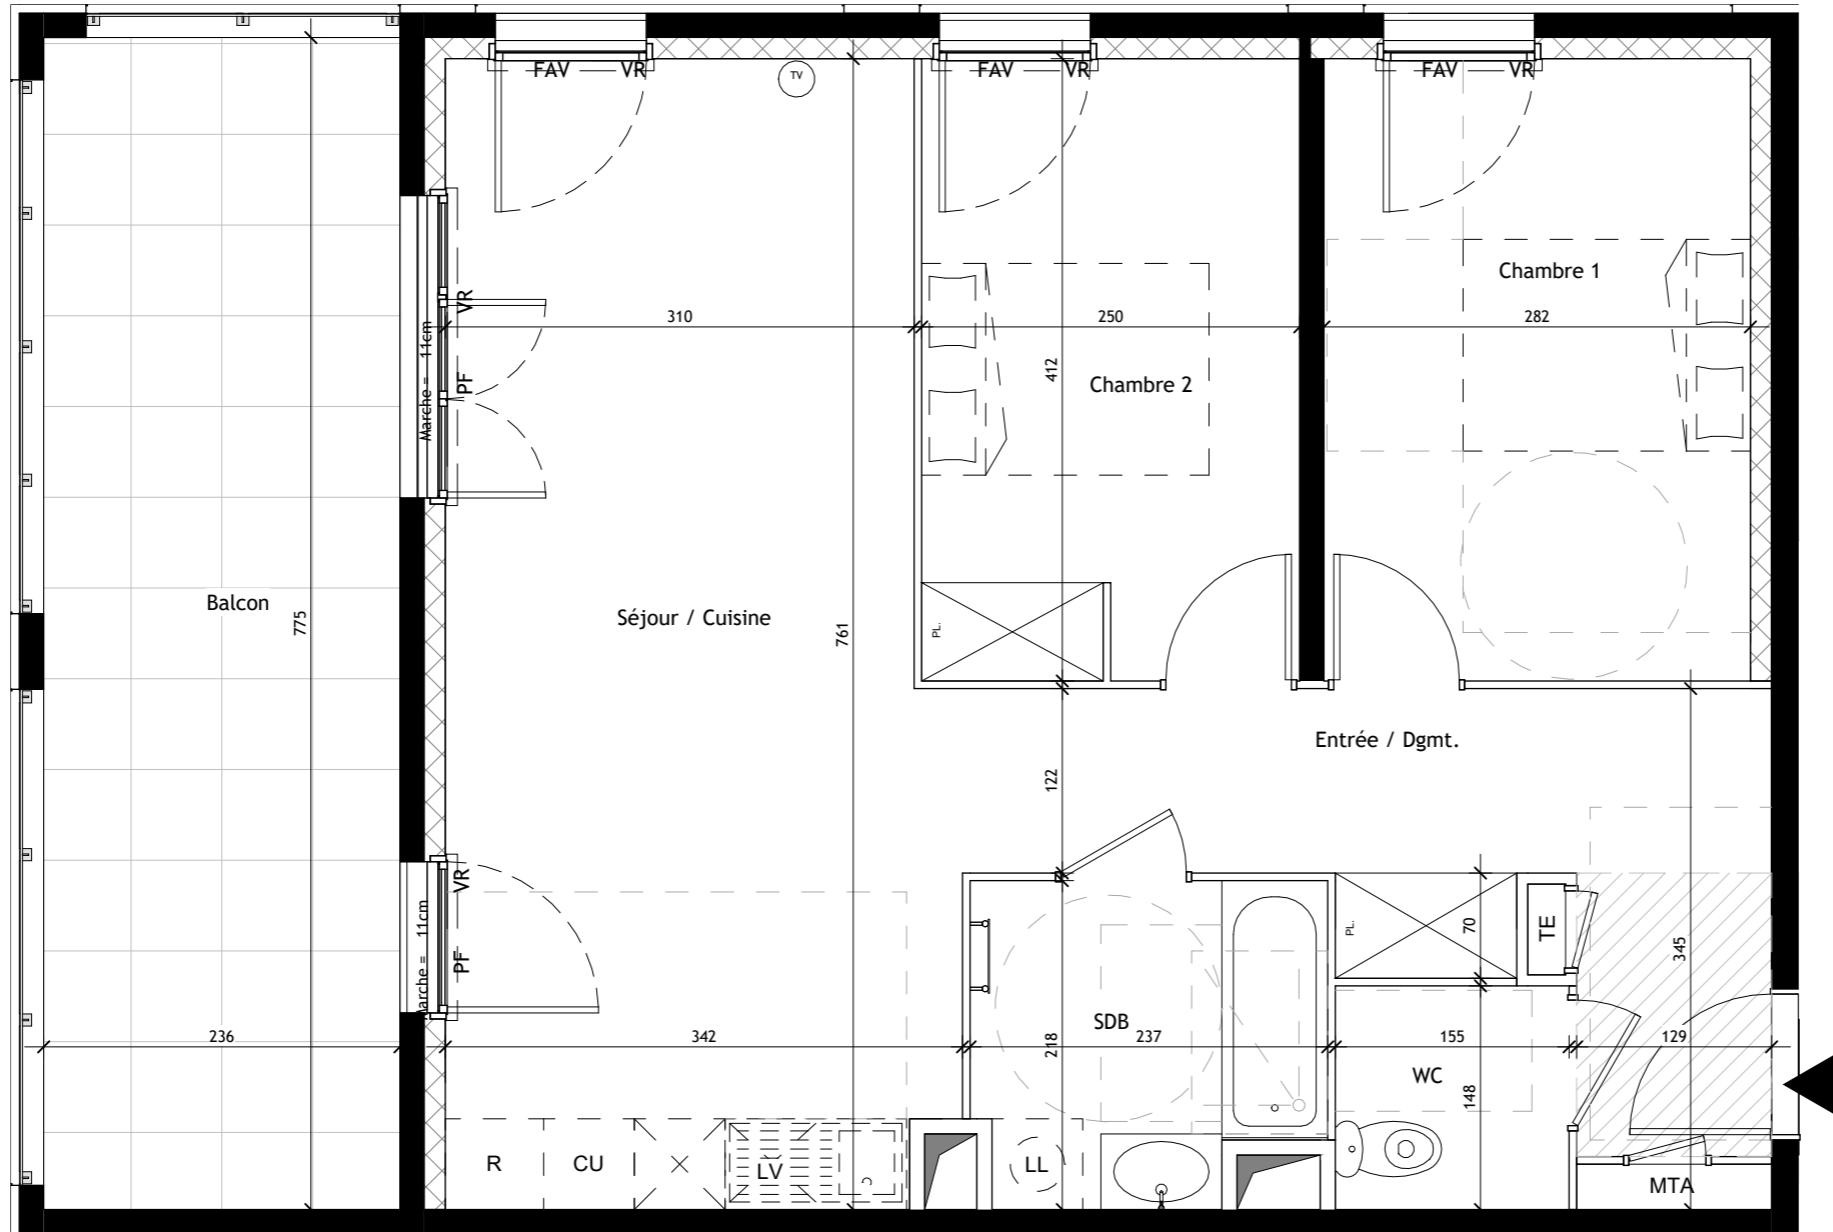 FAV VR
TV
FAV VR
FAV VR
Chambre 1
VR
310
250
282
Marche = 11cm
PF
412
Chambre 2
Balcon
775
Séjour / Cuisine
761
PL.
Entrée / Dgmt.
122
VR
Marche = 11cm
PF
PL.
70
TE
345
SDB
236
342
218
237
155
129
WC
148
R
CU
LV
LL
MTA